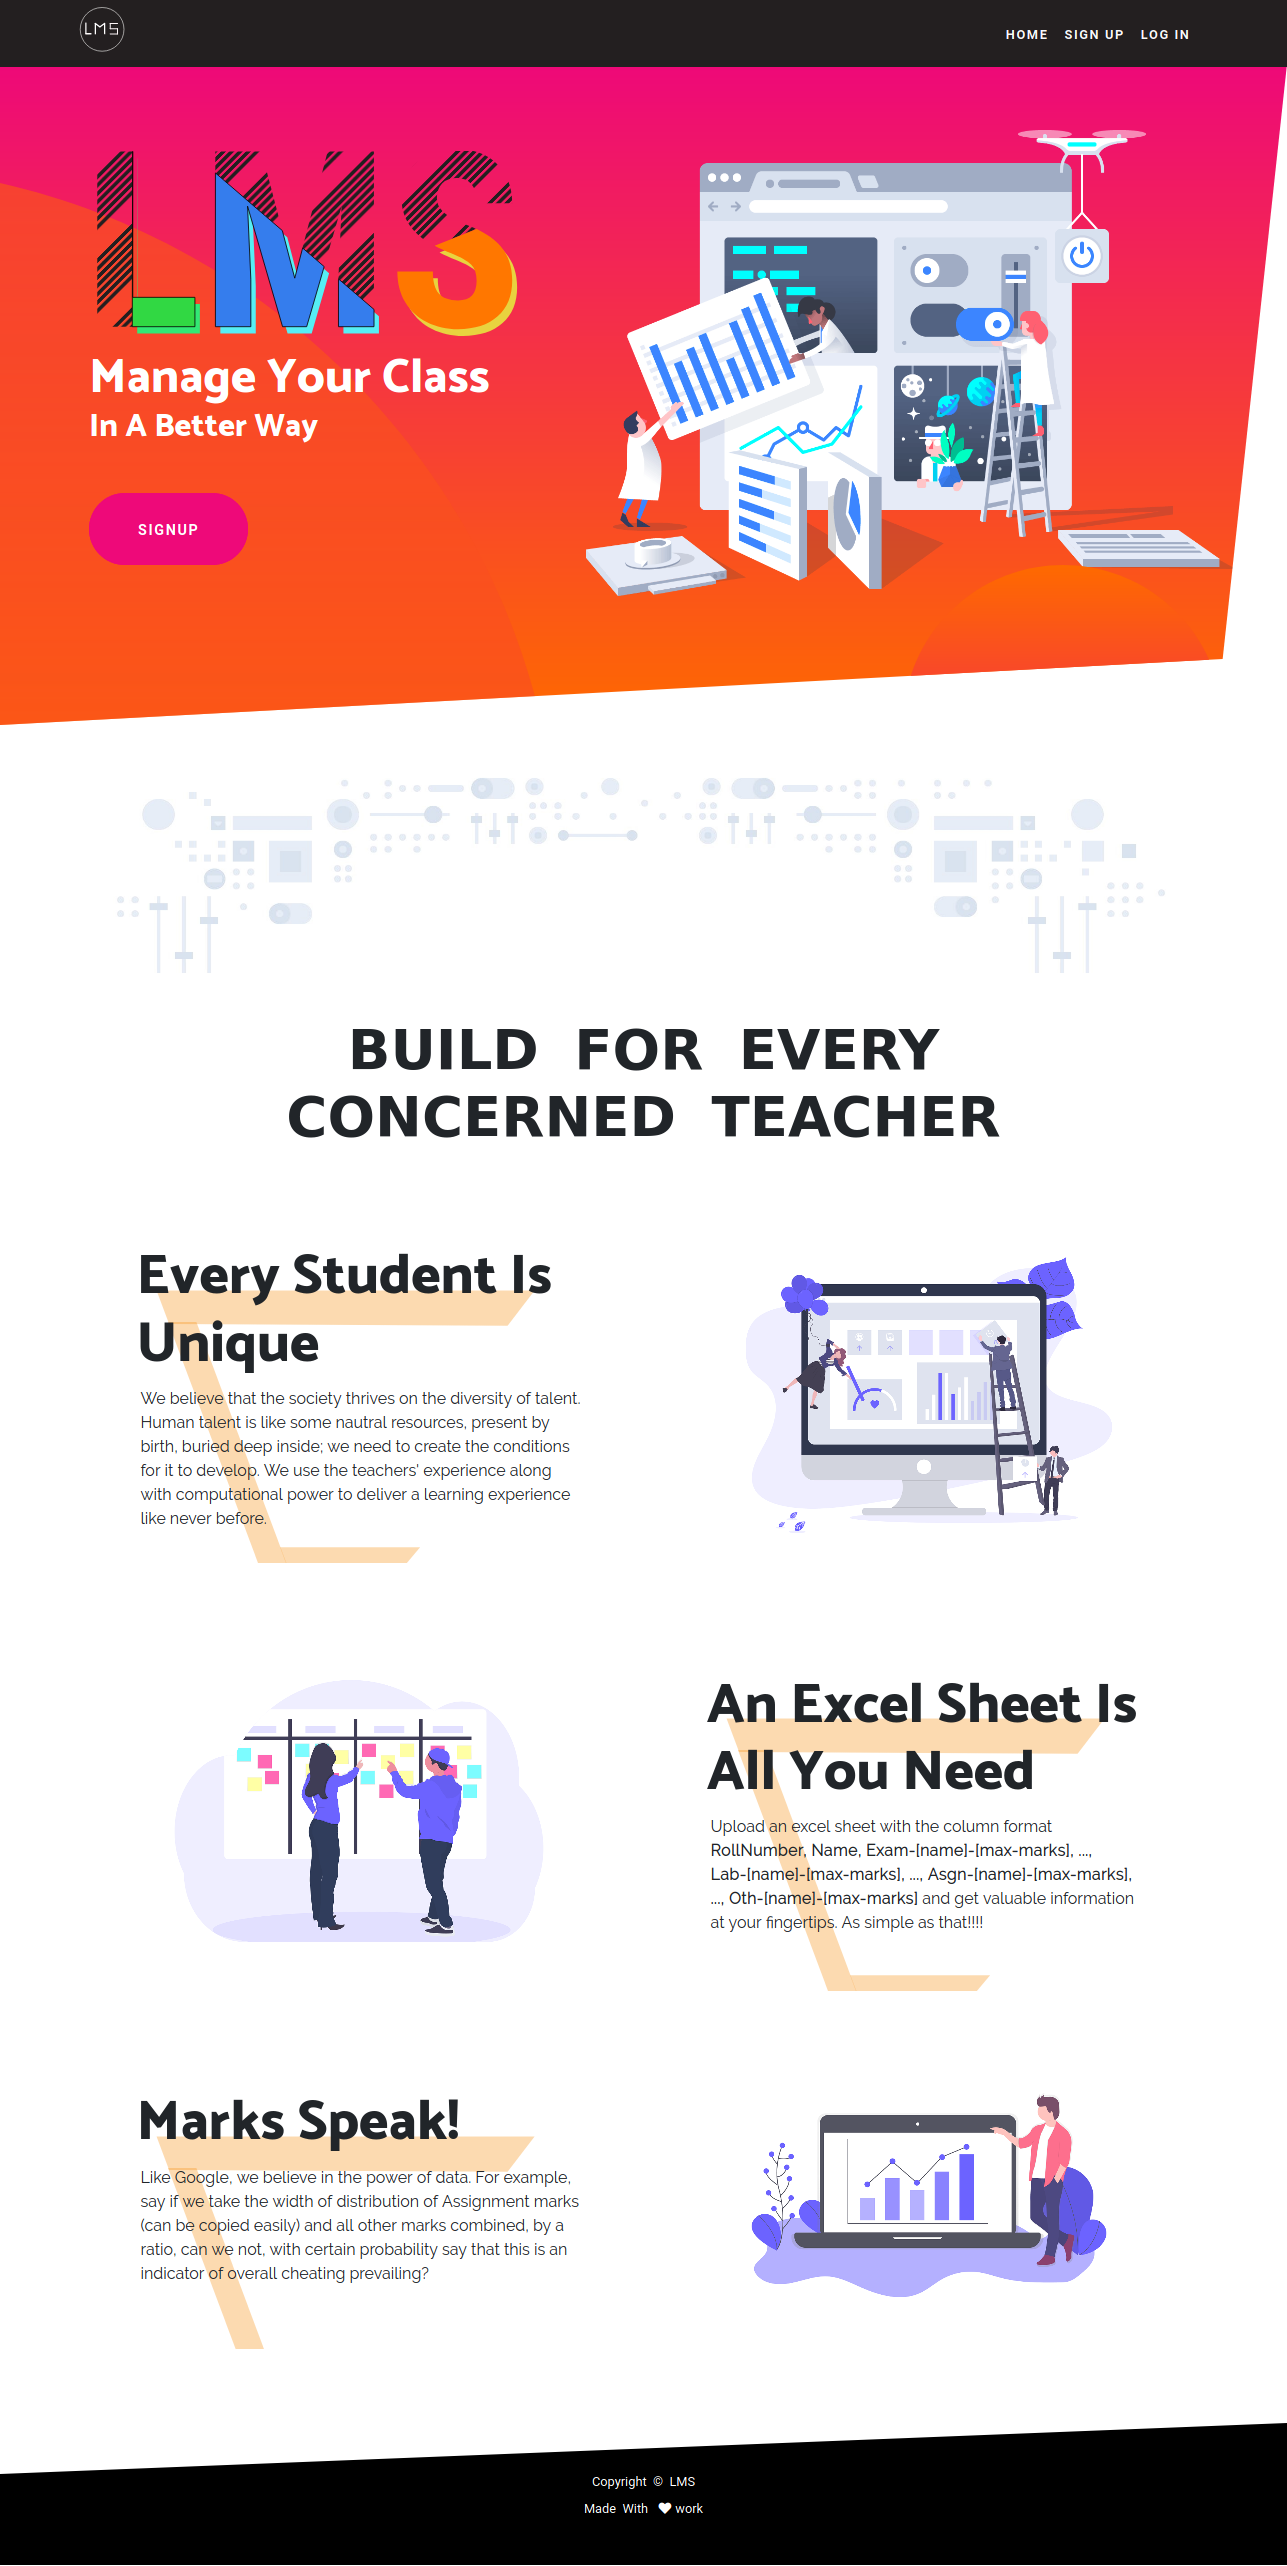 LMS
HOME SIGN UP LOG IN
LMS
Manage Your Class
In A Better Way
SIGNUP
BUILD FOR EVERY
CONCERNED TEACHER
Every Student Is
Unique
We believe that the society thrives on the diversity of talent.
Human talent is like some nautral resources, present by
birth, buried deep inside; we need to create the conditions
for it to develop. We use the teachers' experience along
with computational power to deliver a learning experience
like never before.
An Excel Sheet Is
All You Need
Upload an excel sheet with the column format
RollNumber, Name, Exam-[name]-[max-marks], ...,
Lab-[name]-[max-marks], ..., Asgn-[name]-[max-marks],
..., Oth-[name]-[max-marks] and get valuable information
at your fingertips. As simple as that!!!!
Marks Speak!
Like Google, we believe in the power of data. For example,
say if we take the width of distribution of Assignment marks
(can be copied easily) and all other marks combined, by a
ratio, can we not, with certain probability say that this is an
indicator of overall cheating prevailing?
Copyright © LMS
Made With ♥ work